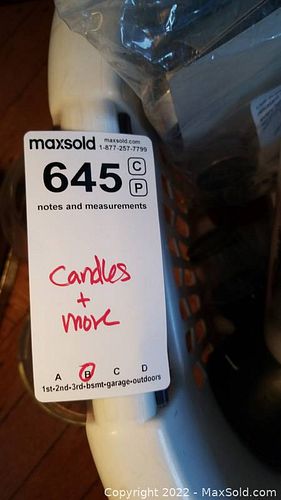 maxsold maxsold.com
1-877-257-7799
645 C
P
notes and measurements
candles
+
more
A B C D
1st•2nd•3rd•bsmt•garage•outdoors
Copyright 2022 - MaxSold.com